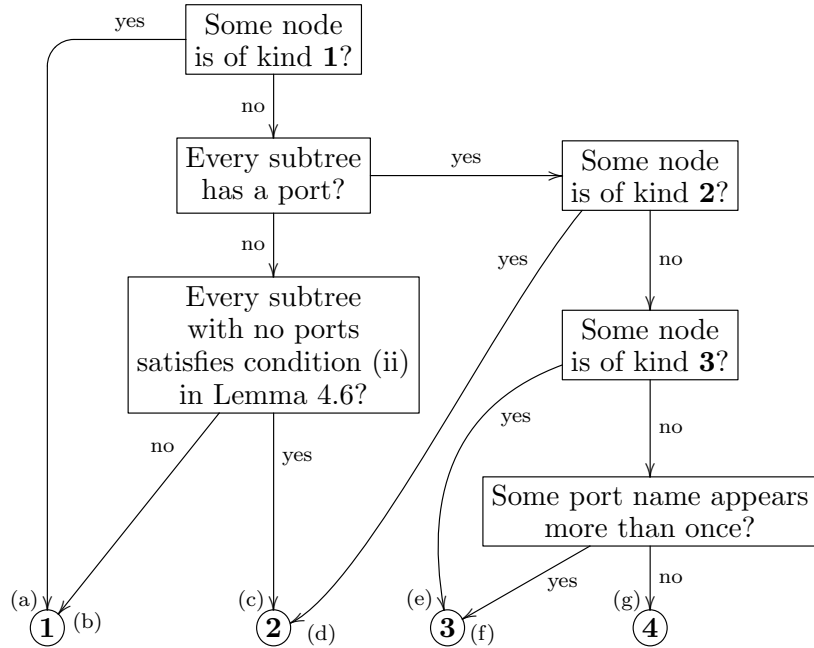 Some node
is of kind 1?
yes
no
Every subtree
has a port?
yes
Some node
is of kind 2?
no
yes
no
Every subtree
with no ports
satisfies condition (ii)
in Lemma 4.6?
Some node
is of kind 3?
no
yes
yes
no
Some port name appears
more than once?
yes
no
(a)
1
(b)
(c)
2
(d)
(e)
3
(f)
(g)
4